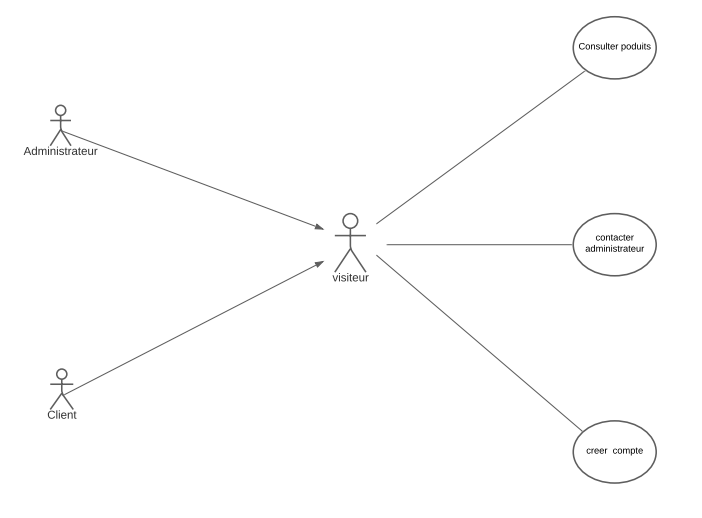 Consulter poduits
Administrateur
contacter
administrateur
visiteur
Client
creer compte